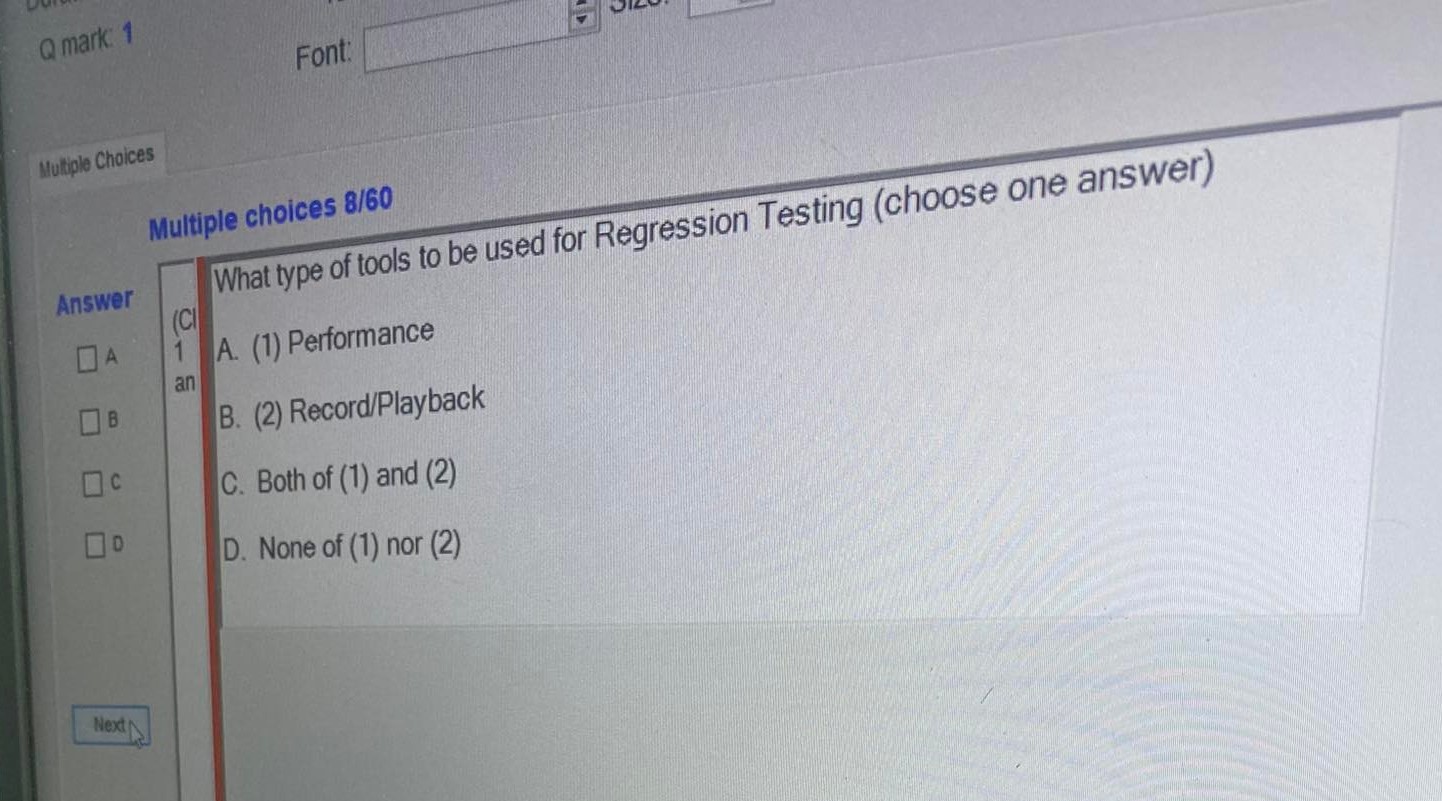 Q mark: 1
Font:
Multiple Choices
Multiple choices 8/60
Answer
(Cl
1
an
What type of tools to be used for Regression Testing (choose one answer)
A. (1) Performance
B. (2) Record/Playback
C. Both of (1) and (2)
D. None of (1) nor (2)
A
B
C
D
Next